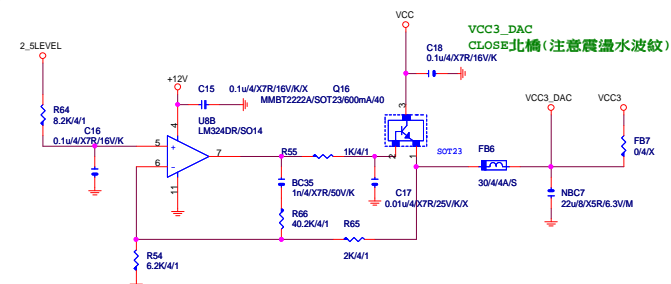 VCC
VCC3_DAC
CLOSE北橋(注意震盪水波紋)
2_5LEVEL
C18
0.1u/4/X7R/16V/K
+12V
C15
0.1u/4/X7R/16V/K/X
Q16
MMBT2222A/SOT23/600mA/40
VCC3_DAC
VCC3
R64
8.2K/4/1
C16
0.1u/4/X7R/16V/K
U8B
LM324DR/SO14
4
3
5
+
7
6
-
11
R55
1K/4/1
2
1
SOT23
FB6
30/4/4A/S
FB7
0/4/X
BC35
1n/4/X7R/50V/K
C17
0.01u/4/X7R/25V/K/X
NBC7
22u/8/X5R/6.3V/M
R66
40.2K/4/1
R65
2K/4/1
R54
6.2K/4/1